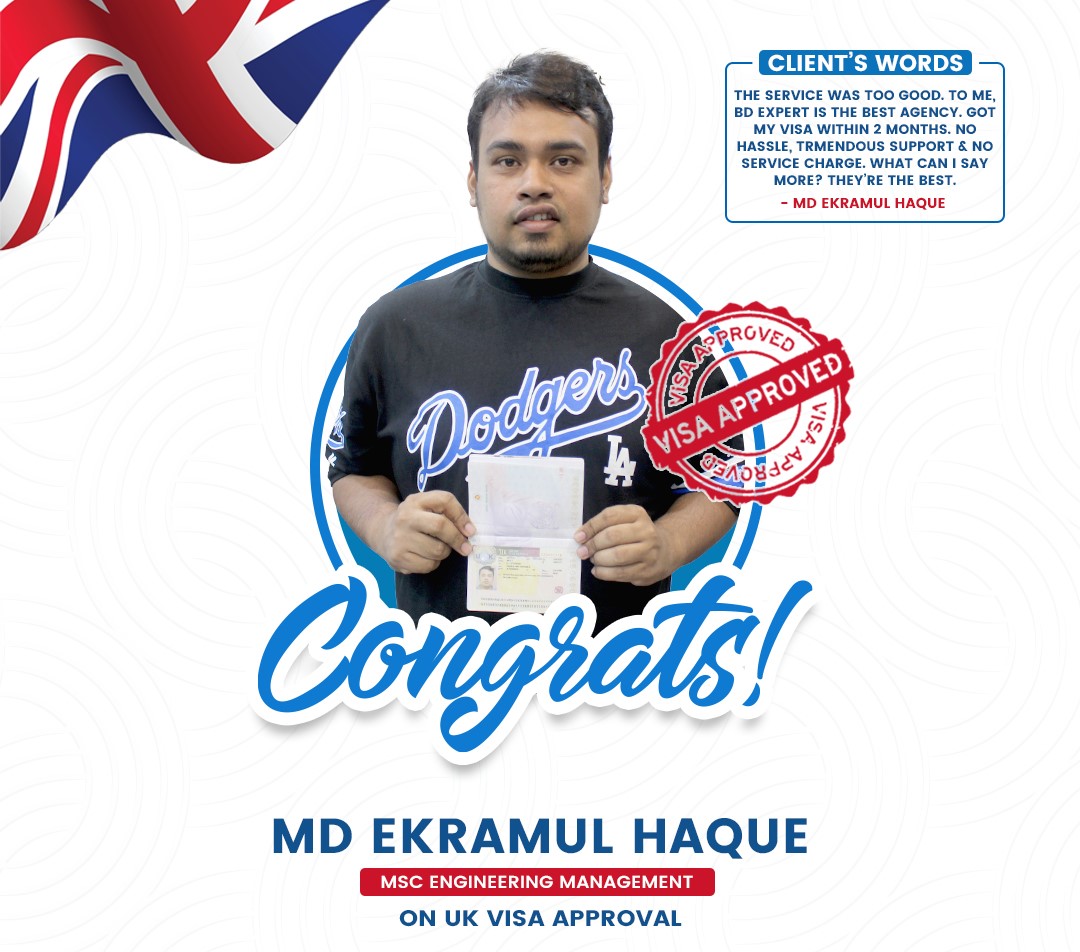 CLIENT'S WORDS
THE SERVICE WAS TOO GOOD. TO ME,
BD EXPERT IS THE BEST AGENCY. GOT
MY VISA WITHIN 2 MONTHS. NO
HASSLE, TRMENDOUS SUPPORT & NO
SERVICE CHARGE. WHAT CAN I SAY
MORE? THEY'RE THE BEST.
- MD EKRAMUL HAQUE
VISA APPROVED
VISA APPROVED
VISA APPROVED
VISA APPROVED
Dodgers
LA
Congrats!
MD EKRAMUL HAQUE
MSC ENGINEERING MANAGEMENT
ON UK VISA APPROVAL